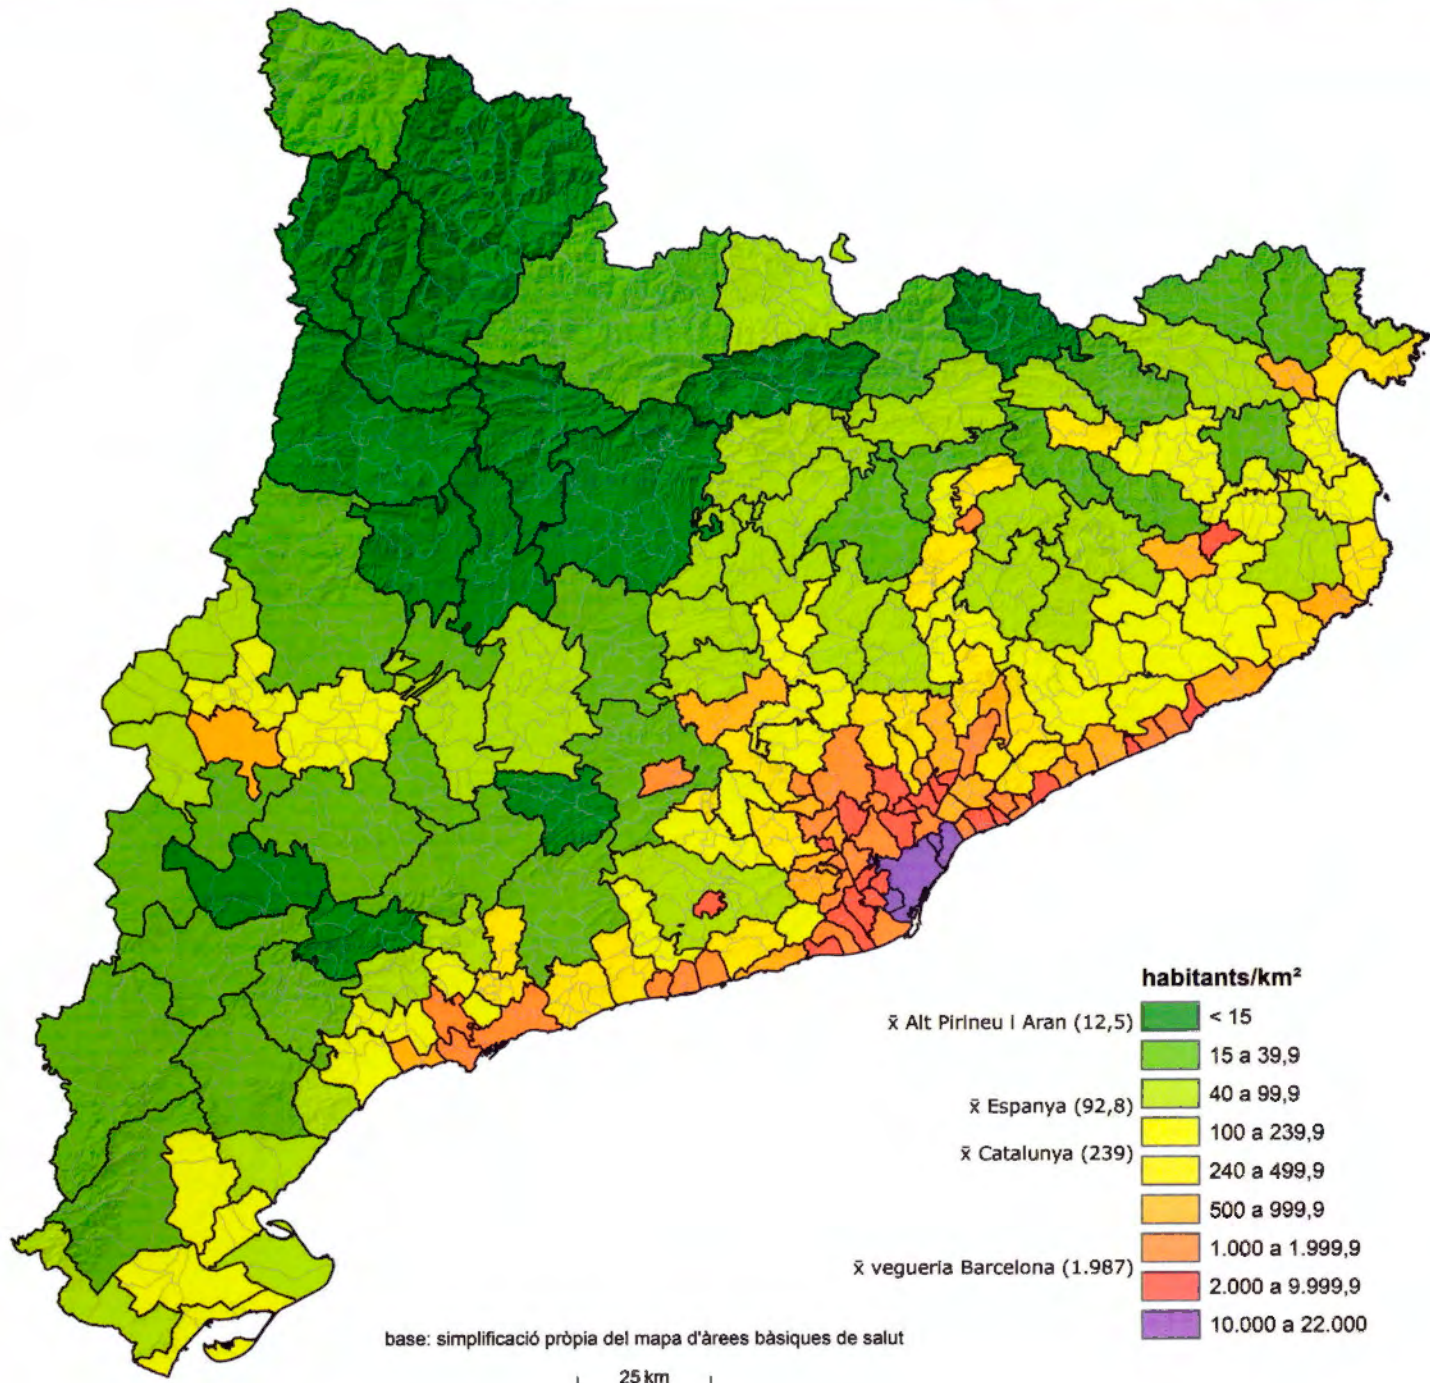 habitants/km²
x̄ Alt Pirineu i Aran (12,5)
< 15
15 a 39,9
40 a 99,9
x̄ Espanya (92,8)
100 a 239,9
x̄ Catalunya (239)
240 a 499,9
500 a 999,9
1.000 a 1.999,9
x̄ vegueria Barcelona (1.987)
2.000 a 9.999,9
10.000 a 22.000
base: simplificació pròpia del mapa d'àrees bàsiques de salut
25 km